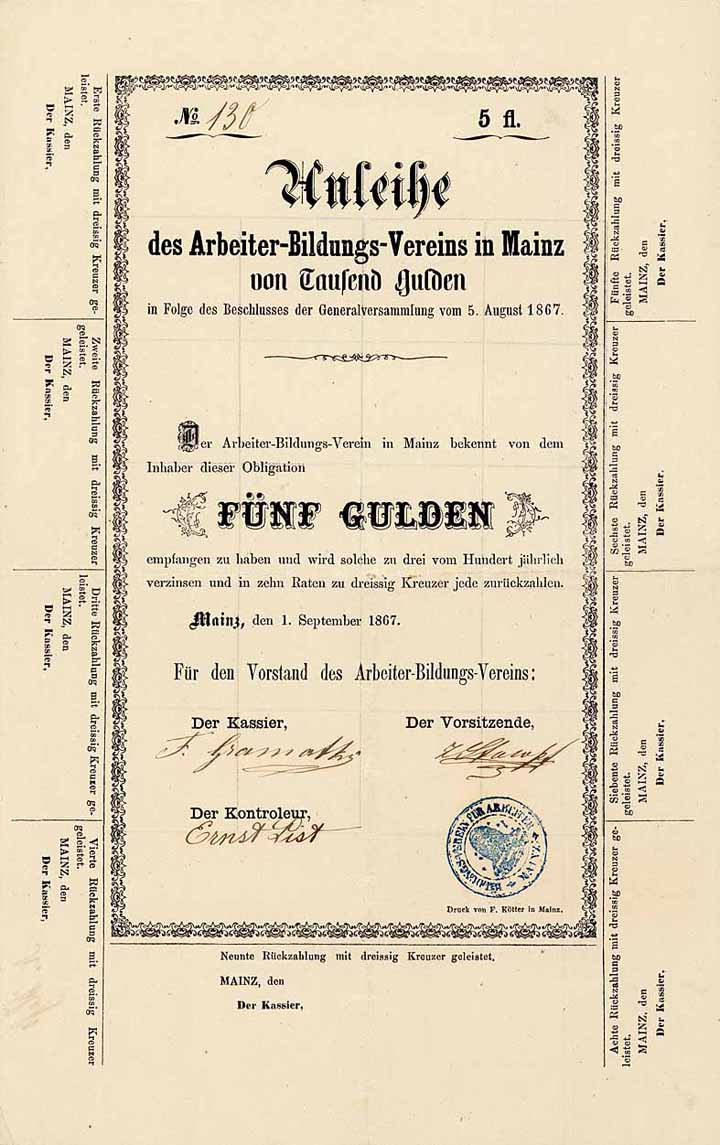 No. 130
5 fl.
Anleihe
des Arbeiter-Bildungs-Vereins in Mainz
von Tausend Gulden
in Folge des Beschlusses der Generalversammlung vom 5. August 1867.
Der Arbeiter-Bildungs-Verein in Mainz bekennt von dem
Inhaber dieser Obligation
FÜNF GULDEN
empfangen zu haben und wird solche zu drei vom Hundert jährlich
verzinsen und in zehn Raten zu dreissig Kreuzer jede zurückzahlen.
Mainz, den 1. September 1867.
Für den Vorstand des Arbeiter-Bildungs-Vereins:
Der Kassier,
Der Vorsitzende,
Der Kontroleur,
Ernst List
Druck von F. Kötter in Mainz.
Erste Rückzahlung mit dreissig Kreuzer ge-
leistet.
MAINZ, den
Der Kassier,
Zweite Rückzahlung mit dreissig Kreuzer
geleistet.
MAINZ, den
Der Kassier,
Dritte Rückzahlung mit dreissig Kreuzer ge-
leistet.
MAINZ, den
Der Kassier,
Vierte Rückzahlung mit dreissig Kreuzer
geleistet.
MAINZ, den
Der Kassier,
Fünfte Rückzahlung mit dreissig Kreuzer
geleistet.
MAINZ, den
Der Kassier,
Sechste Rückzahlung mit dreissig Kreuzer
geleistet.
MAINZ, den
Der Kassier,
Siebente Rückzahlung mit dreissig Kreuzer
geleistet.
MAINZ, den
Der Kassier,
Achte Rückzahlung mit dreissig Kreuzer ge-
leistet.
MAINZ, den
Der Kassier,
Neunte Rückzahlung mit dreissig Kreuzer geleistet.
MAINZ, den
Der Kassier,